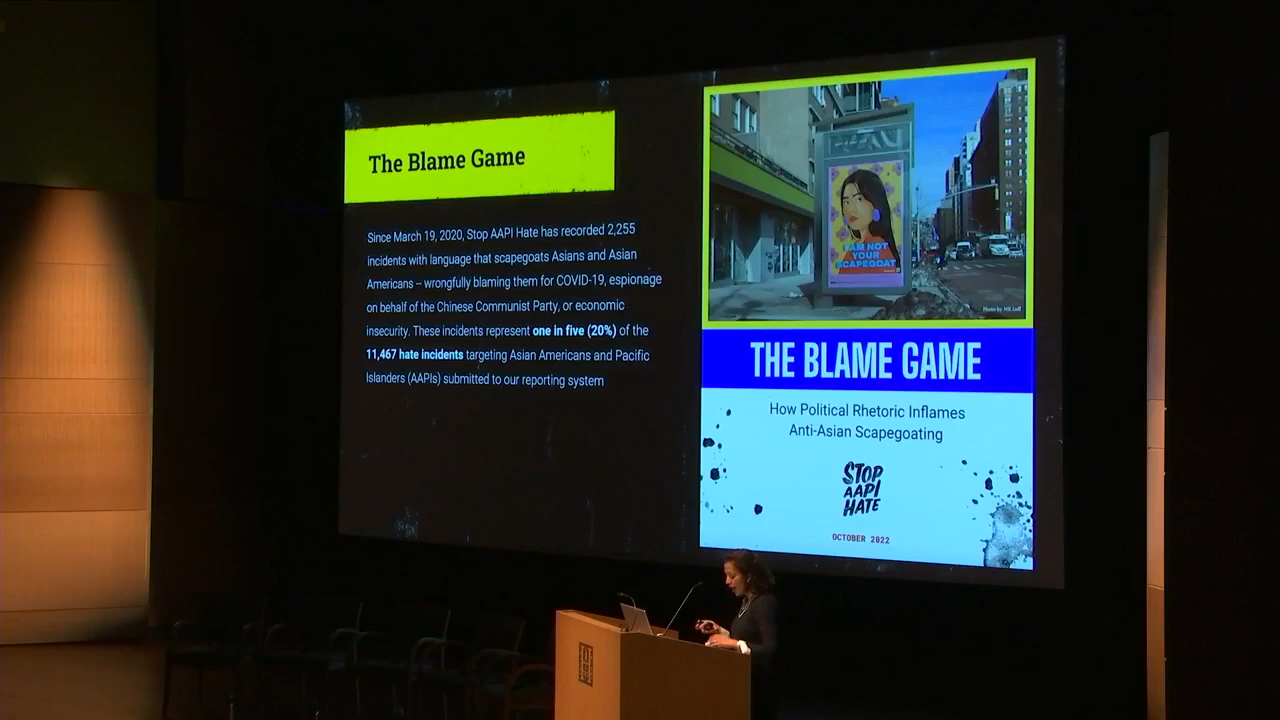 The Blame Game
Since March 19, 2020, Stop AAPI Hate has recorded 2,255
incidents with language that scapegoats Asians and Asian
Americans – wrongfully blaming them for COVID-19, espionage
on behalf of the Chinese Communist Party, or economic
insecurity. These incidents represent one in five (20%) of the
11,467 hate incidents targeting Asian Americans and Pacific
Islanders (AAPIs) submitted to our reporting system
I AM NOT
YOUR
SCAPEGOAT
THE BLAME GAME
How Political Rhetoric Inflames
Anti-Asian Scapegoating
STOP
AAPI
HATE
OCTOBER 2022